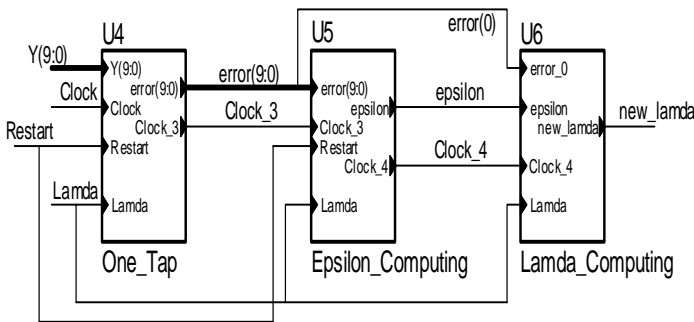 U4
U5
U6
error(0)
Y(9:0)
Y(9:0)
error(9:0)
error(9:0)
error(9:0)
error_0
Clock
Clock
epsilon
epsilon
epsilon
new_lamda
new_lamda
Clock_3
Clock_3
Clock_3
Restart
Restart
Restart
Clock_4
Clock_4
Clock_4
Lamda
Lamda
Lamda
Lamda
One_Tap
Epsilon_Computing
Lamda_Computing